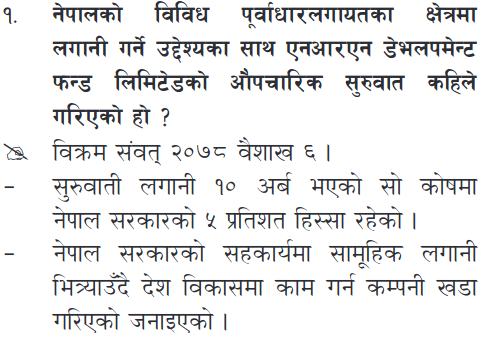 १. नेपालको विविध पूर्वाधारलगायतका क्षेत्रमा
लगानी गर्ने उद्देश्यका साथ एनआरएन डेभलपमेन्ट
फन्ड लिमिटेडको औपचारिक सुरुवात कहिले
गरिएको हो ?
विक्रम संवत् २०७८ वैशाख ६ ।
– सुरुवाती लगानी १० अर्ब भएको सो कोषमा
नेपाल सरकारको ५ प्रतिशत हिस्सा रहेको ।
– नेपाल सरकारको सहकार्यमा सामूहिक लगानी
भित्र्याउँदै देश विकासमा काम गर्न कम्पनी खडा
गरिएको जनाइएको ।